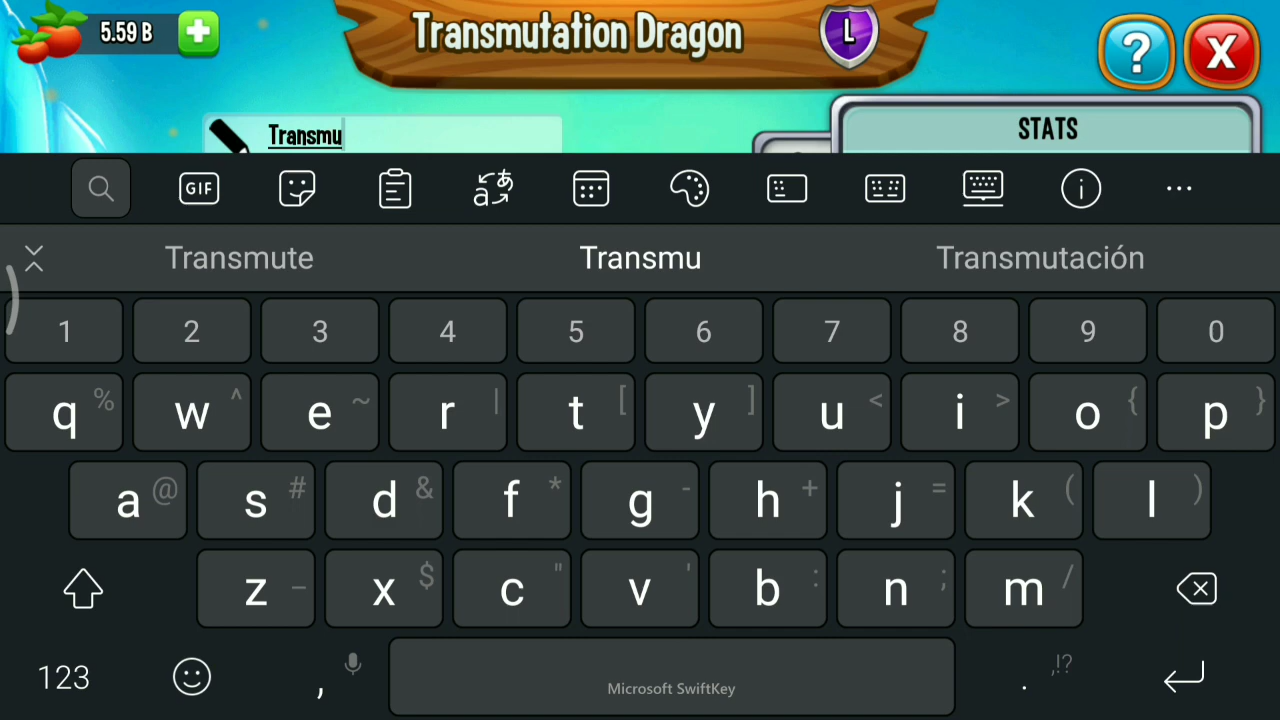 5.59 B
Transmutation Dragon
L
?
X
Transmu
STATS
GIF
Transmute Transmu Transmutación
1 2 3 4 5 6 7 8 9 0
q % w ^ e ~ r | t [ y ] u < i > o { p }
a @ s # d & f * g - h + j = k ( l )
z _ x $ c " v ' b : n ; m /
123 , Microsoft SwiftKey . ,!?